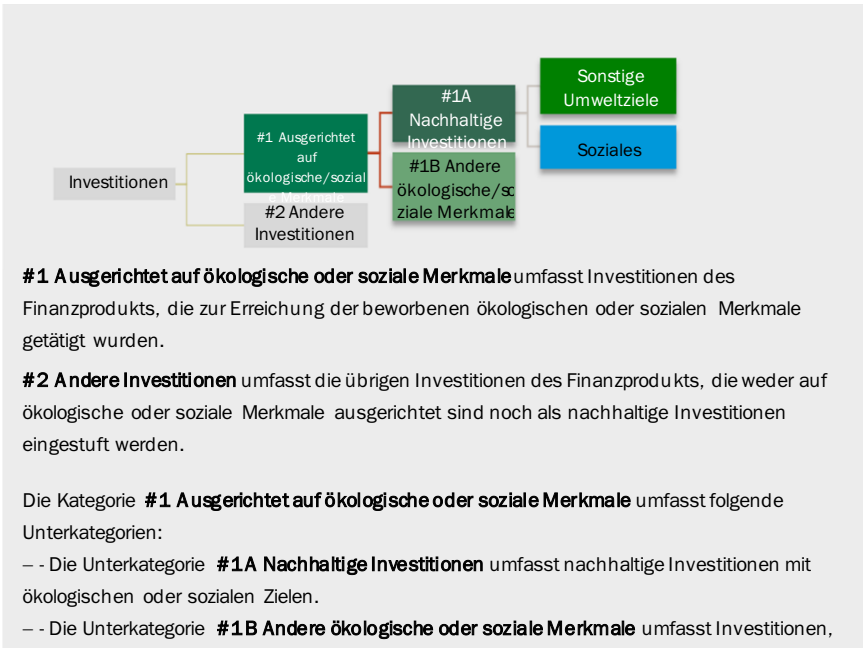 Investitionen
#1 Ausgerichtet
auf
ökologische/sozial
e Merkmale
#2 Andere
Investitionen
#1A
Nachhaltige
Investitionen
#1B Andere
ökologische/so
ziale Merkmale
Sonstige
Umweltziele
Soziales
#1 Ausgerichtet auf ökologische oder soziale Merkmale umfasst Investitionen des
Finanzprodukts, die zur Erreichung der beworbenen ökologischen oder sozialen Merkmale
getätigt wurden.
#2 Andere Investitionen umfasst die übrigen Investitionen des Finanzprodukts, die weder auf
ökologische oder soziale Merkmale ausgerichtet sind noch als nachhaltige Investitionen
eingestuft werden.
Die Kategorie #1 Ausgerichtet auf ökologische oder soziale Merkmale umfasst folgende
Unterkategorien:
– - Die Unterkategorie #1A Nachhaltige Investitionen umfasst nachhaltige Investitionen mit
ökologischen oder sozialen Zielen.
– - Die Unterkategorie #1B Andere ökologische oder soziale Merkmale umfasst Investitionen,